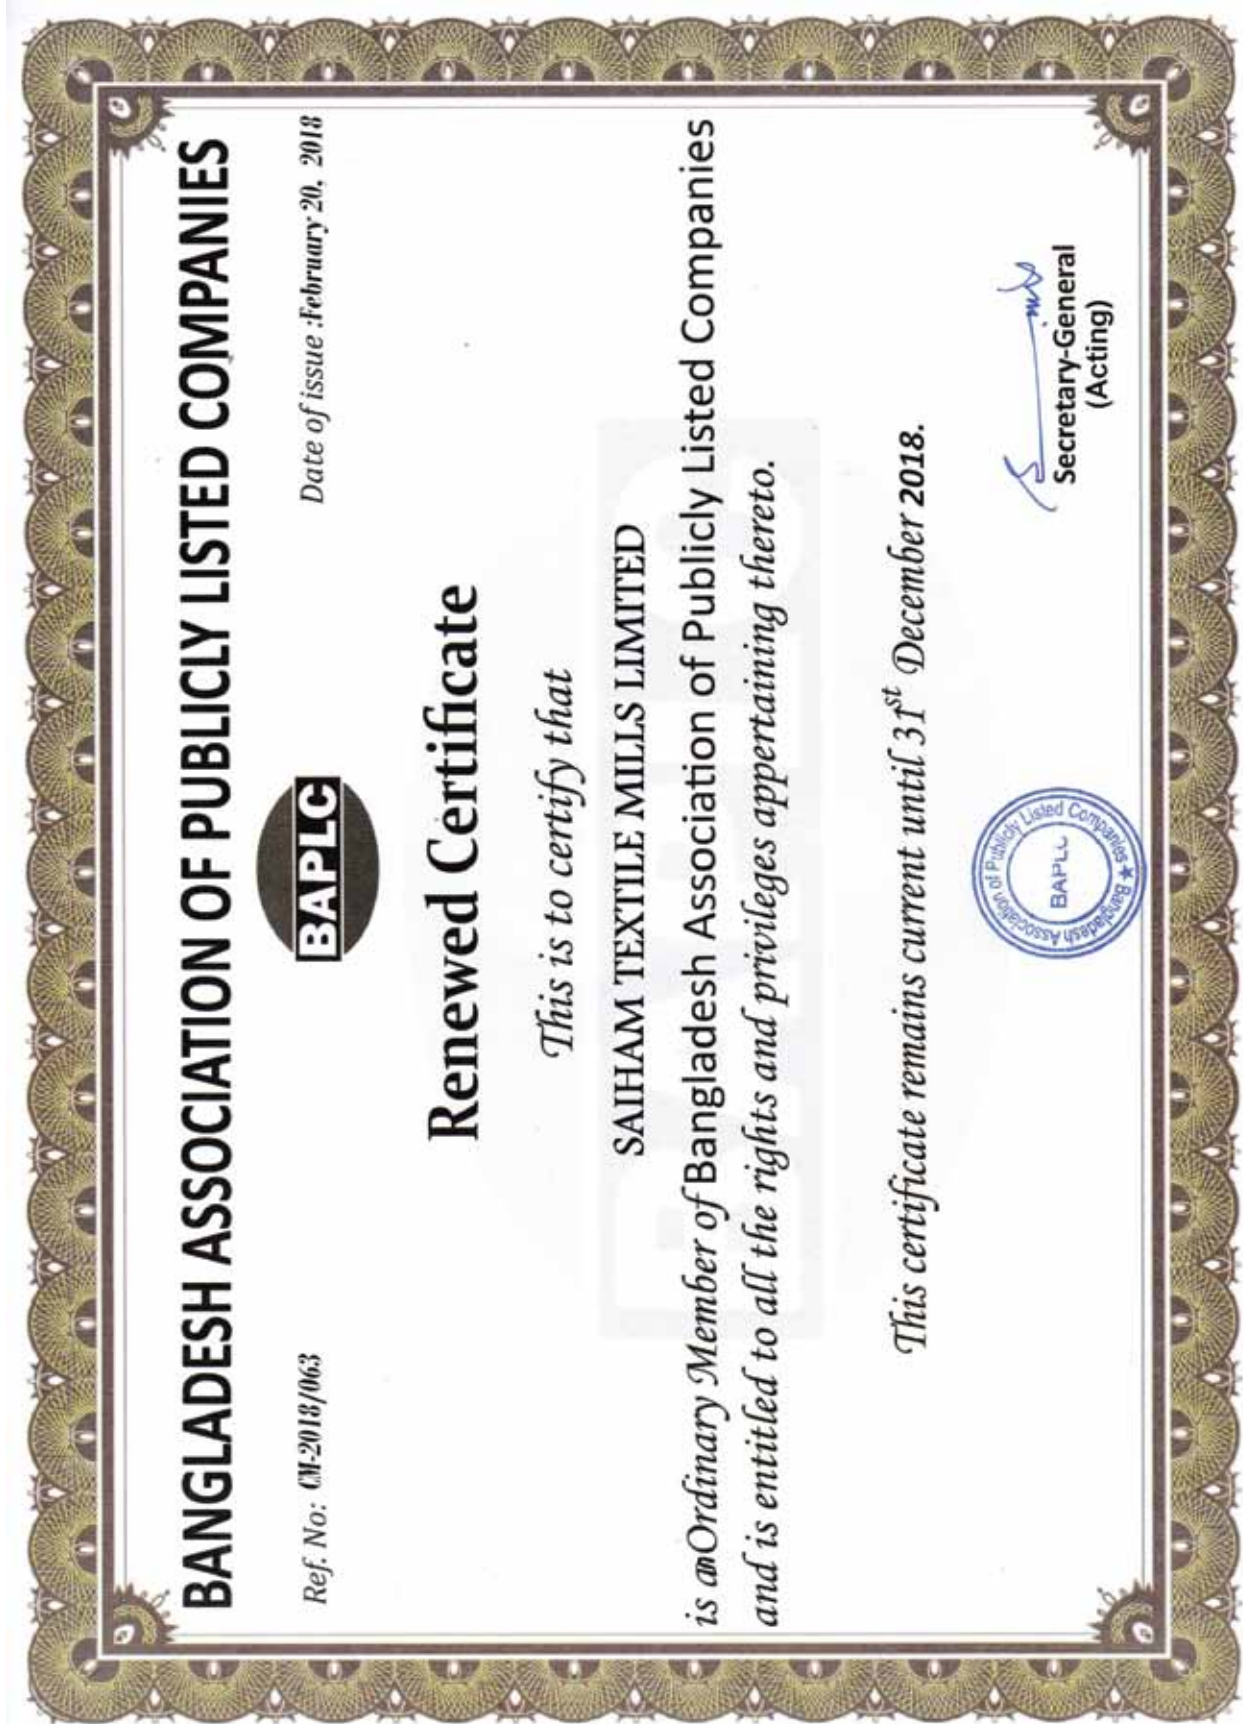 BANGLADESH ASSOCIATION OF PUBLICLY LISTED COMPANIES
Ref. No: CM-2018/063
BAPLC
Date of issue :February 20, 2018
Renewed Certificate
This is to certify that
SAIHAM TEXTILE MILLS LIMITED
is an Ordinary Member of Bangladesh Association of Publicly Listed Companies
and is entitled to all the rights and privileges appertaining thereto.
This certificate remains current until 31st December 2018.
Bangladesh Association of Publicly Listed Companies ★
BAPLC
Secretary-General
(Acting)